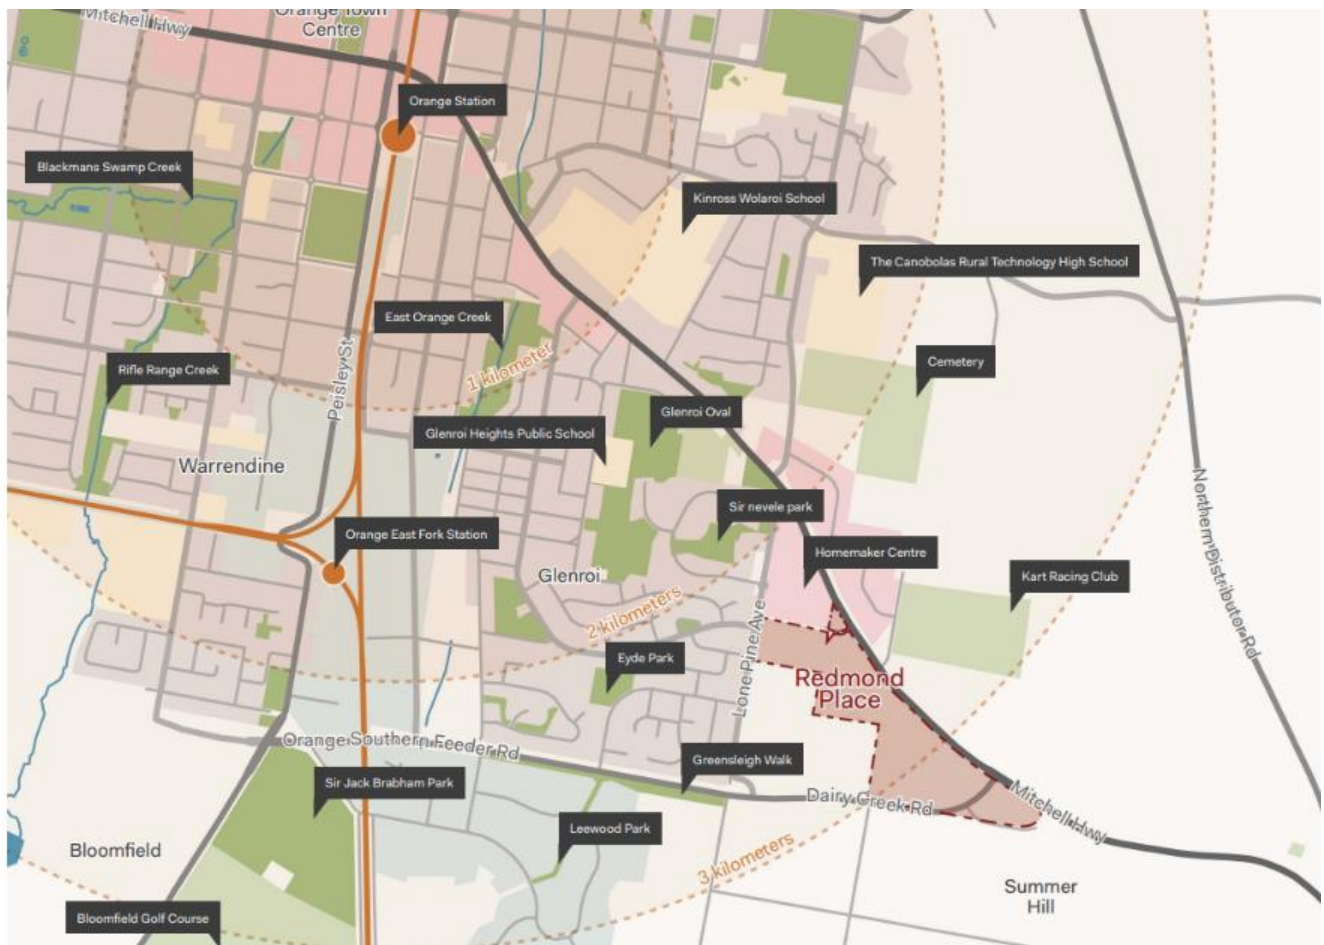 Orange Town
Centre
Mitchell Hwy
Orange Station
Blackmans Swamp Creek
Kinross Wolaroi School
The Canobolas Rural Technology High School
East Orange Creek
Peisley St
1 kilometer
Rifle Range Creek
Cemetery
Glenroi Oval
Glenroi Heights Public School
Warrendine
Sir nevele park
Northern Distributor Rd
Orange East Fork Station
Homemaker Centre
Glenroi
Kart Racing Club
2 kilometers
Lone Pine Ave
Eyde Park
Redmond
Place
Orange Southern Feeder Rd
Greensleigh Walk
Sir Jack Brabham Park
Dairy Creek Rd
Mitchell Hwy
Leewood Park
Bloomfield
3 kilometers
Summer
Hill
Bloomfield Golf Course